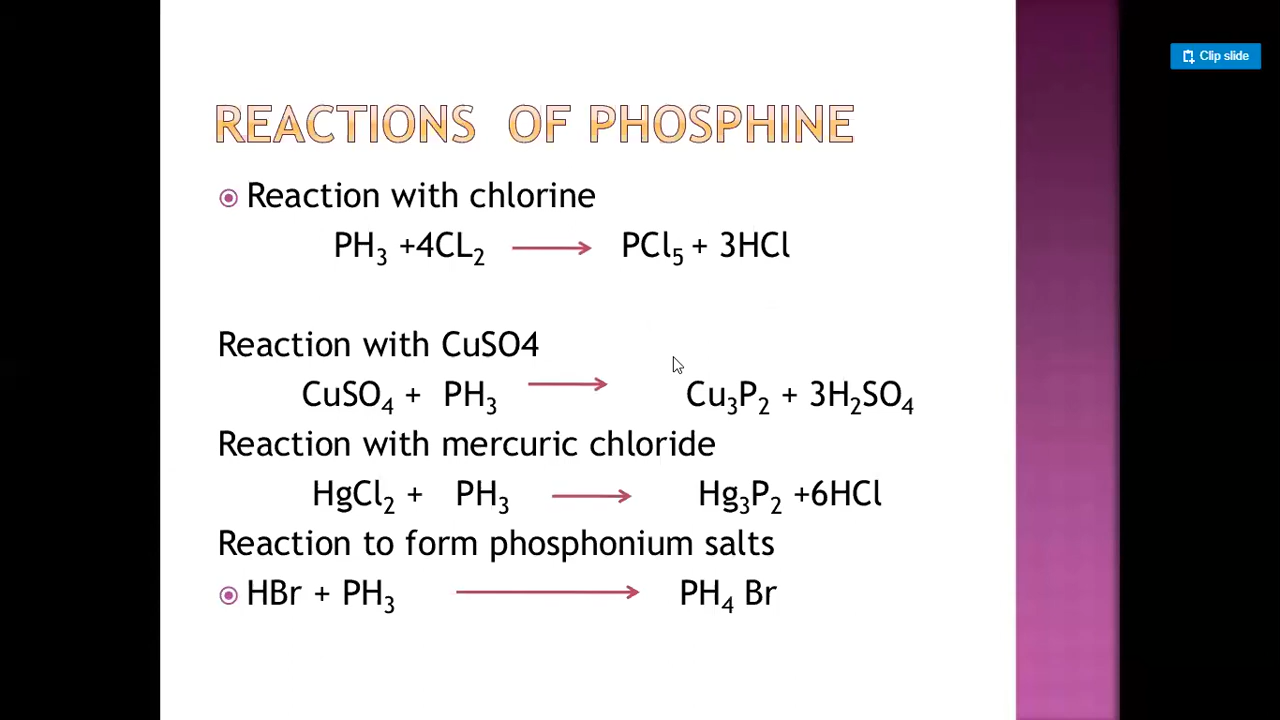 Clip slide
REACTIONS OF PHOSPHINE
Reaction with chlorine
PH₃ +4CL₂ → PCl₅ + 3HCl
Reaction with CuSO4
CuSO₄ + PH₃ → Cu₃P₂ + 3H₂SO₄
Reaction with mercuric chloride
HgCl₂ + PH₃ → Hg₃P₂ +6HCl
Reaction to form phosphonium salts
HBr + PH₃ → PH₄ Br